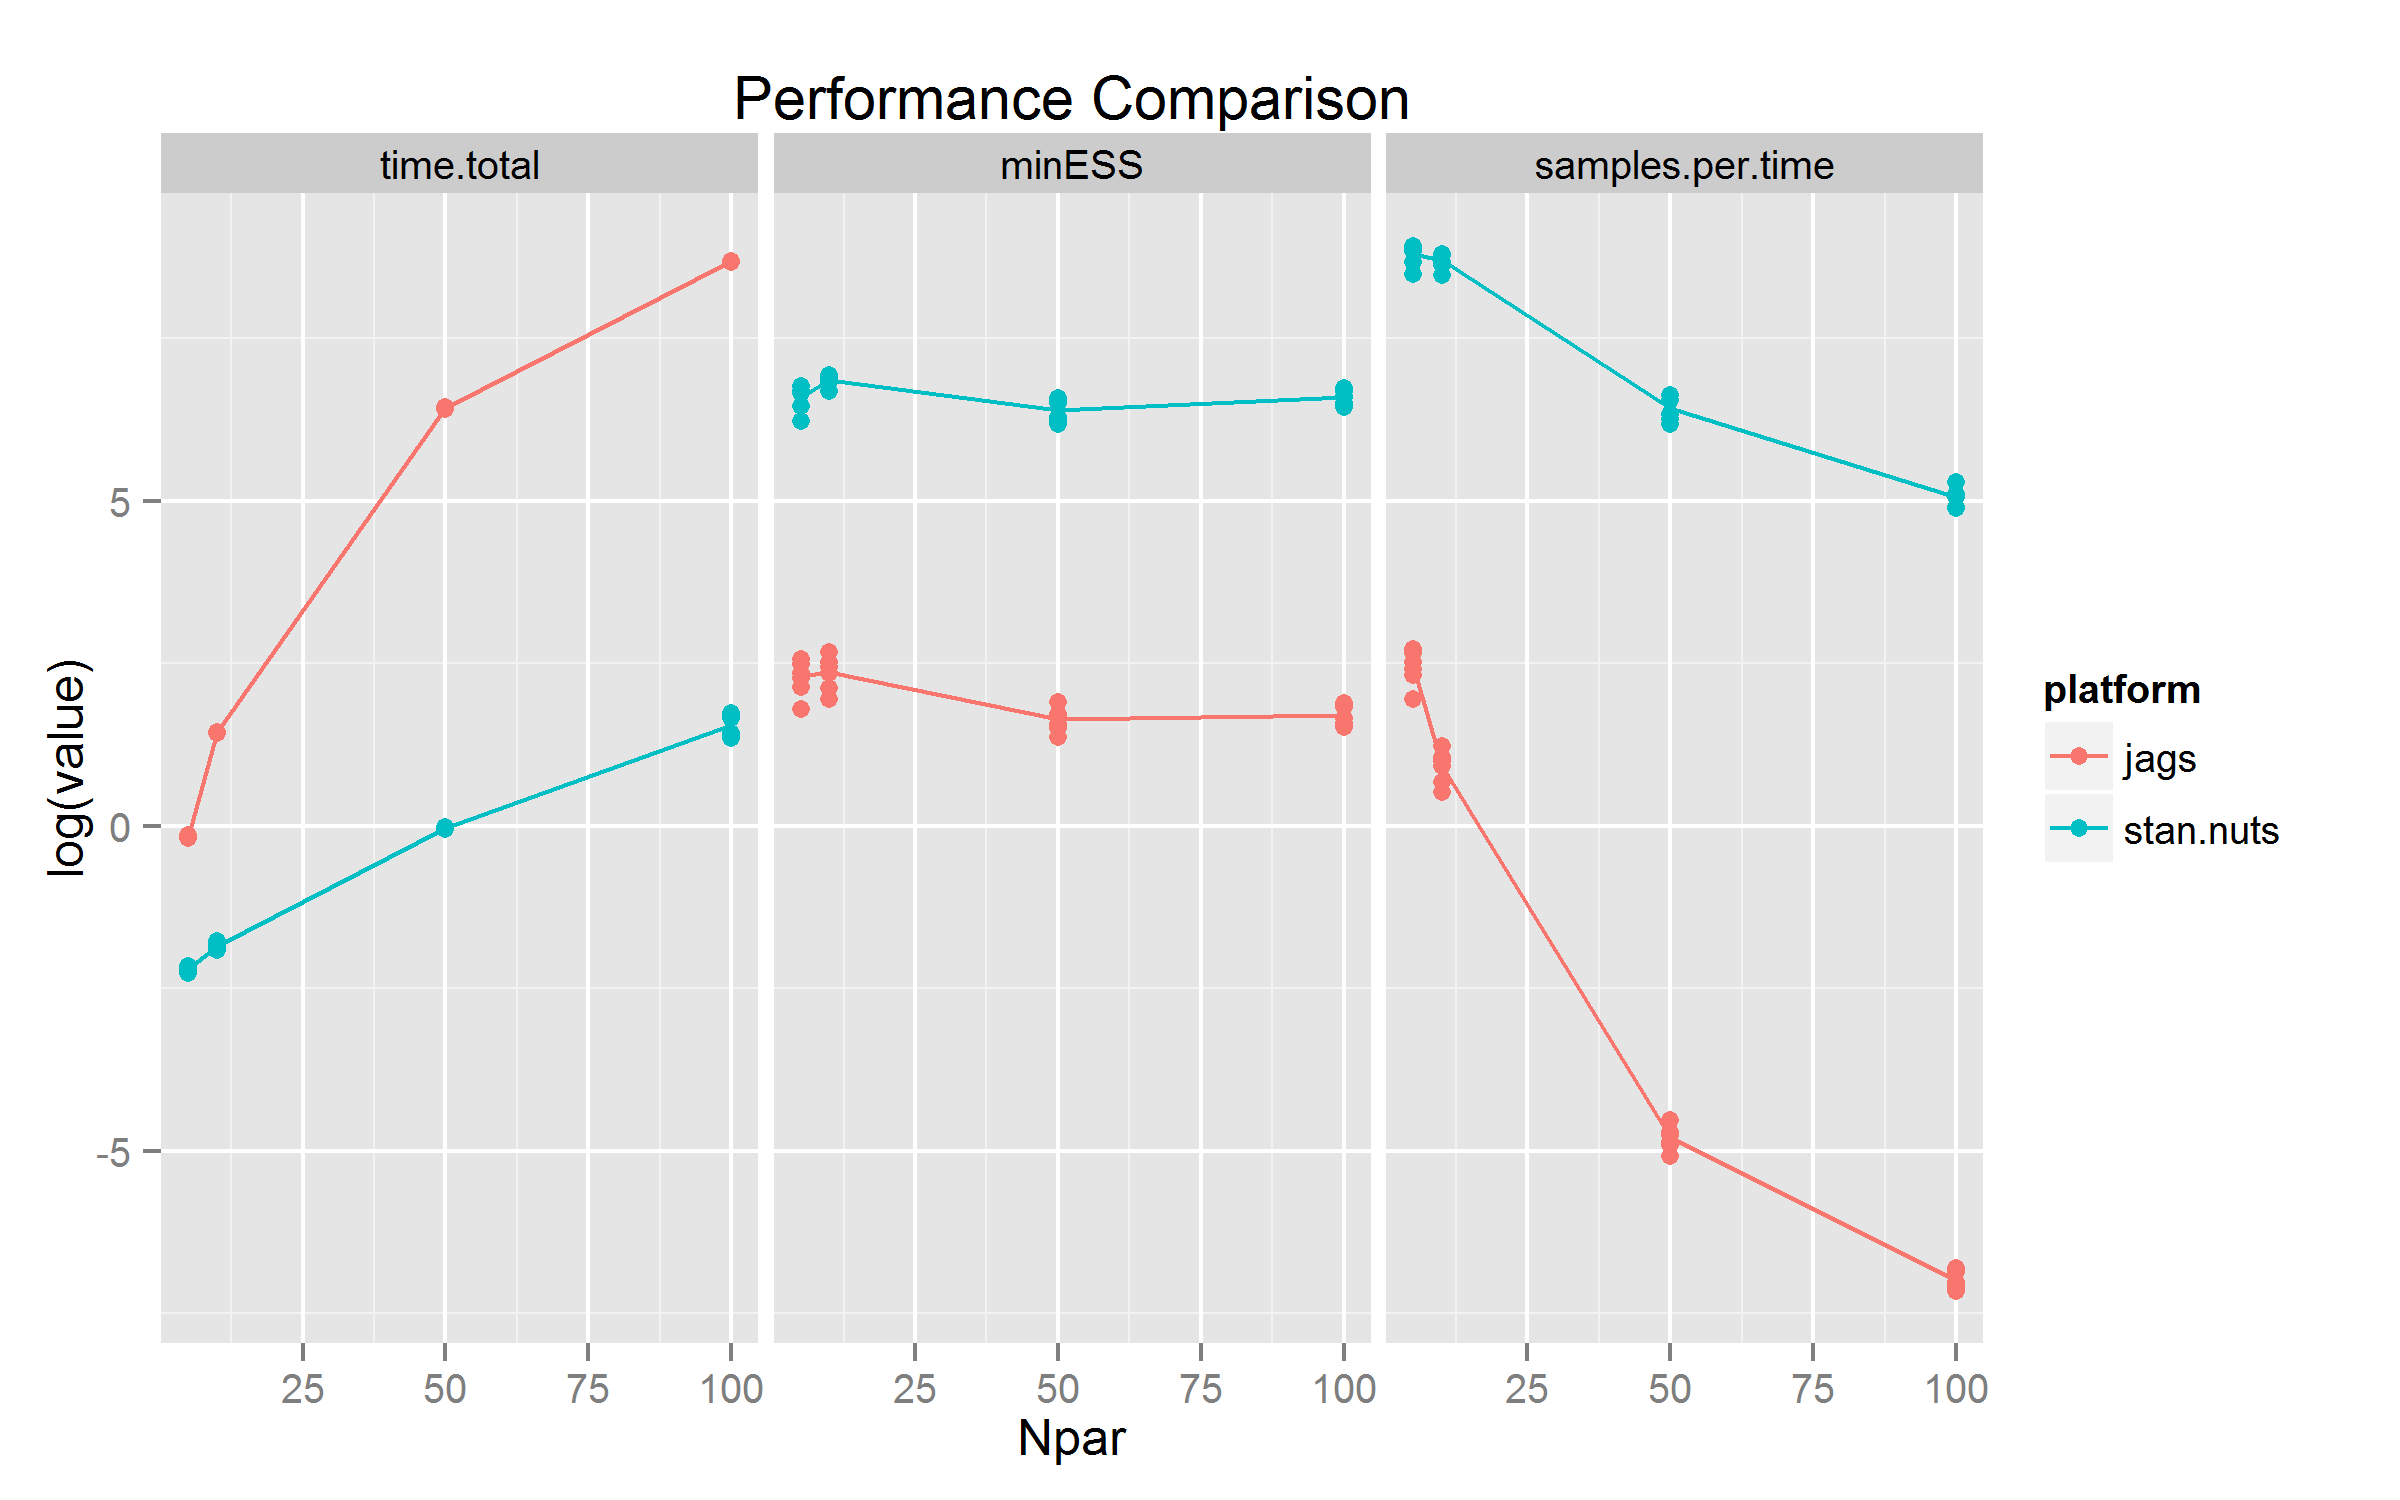 Performance Comparison
time.total minESS samples.per.time
log(value)
5
0
-5
25 50 75 100 25 50 75 100 25 50 75 100
Npar
platform
jags
stan.nuts